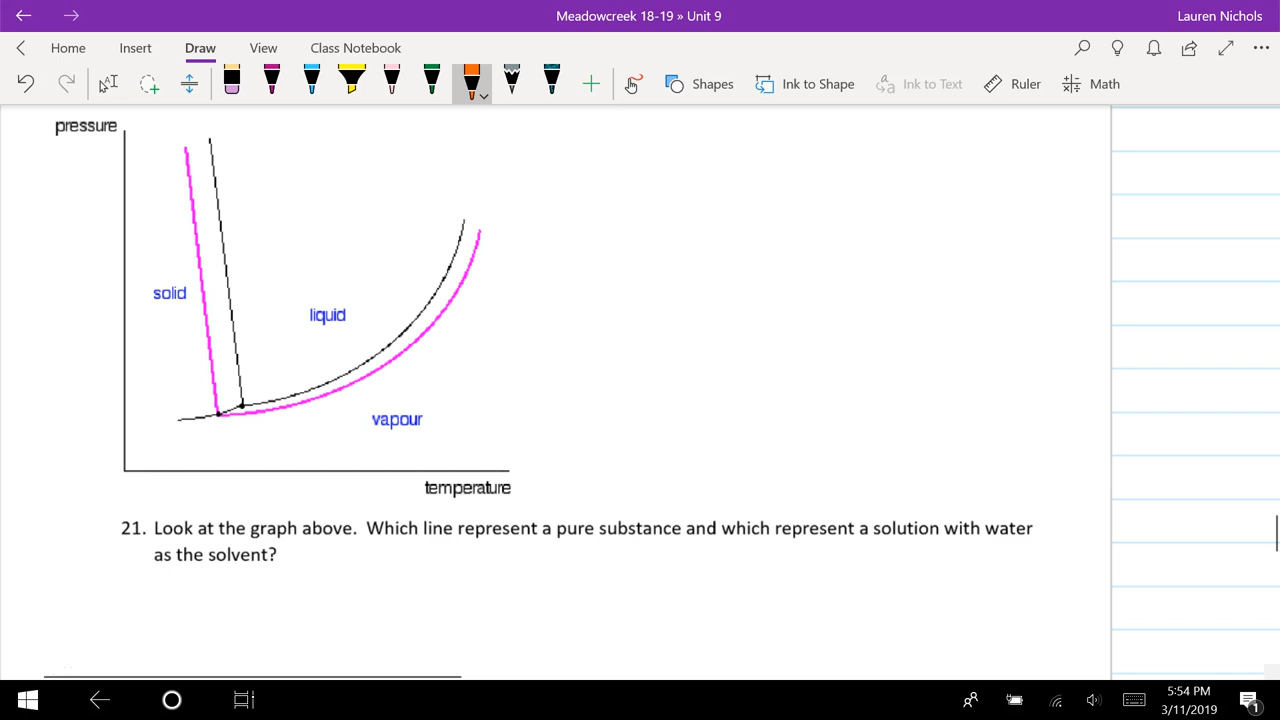 Meadowcreek 18-19 » Unit 9
Lauren Nichols
Home Insert Draw View Class Notebook
Shapes Ink to Shape Ink to Text Ruler Math
pressure
solid
liquid
vapour
temperature
21. Look at the graph above. Which line represent a pure substance and which represent a solution with water
as the solvent?
5:54 PM
3/11/2019
1